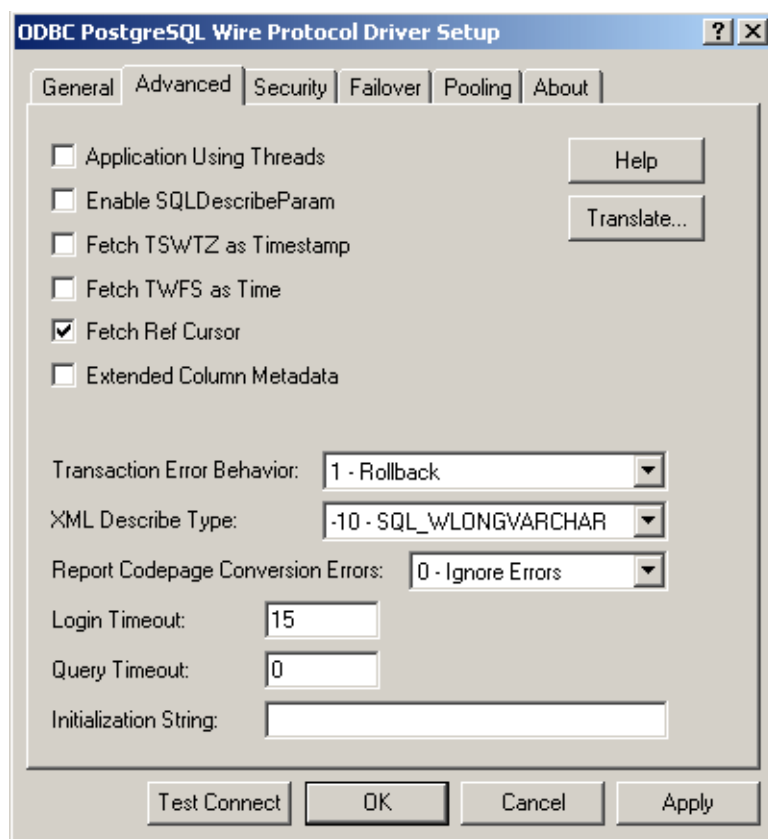 ODBC PostgreSQL Wire Protocol Driver Setup
General Advanced Security Failover Pooling About
Application Using Threads
Help
Enable SQLDescribeParam
Translate...
Fetch TSWTZ as Timestamp
Fetch TWFS as Time
Fetch Ref Cursor
Extended Column Metadata
Transaction Error Behavior: 1 - Rollback
XML Describe Type: -10 - SQL_WLONGVARCHAR
Report Codepage Conversion Errors: 0 - Ignore Errors
Login Timeout: 15
Query Timeout: 0
Initialization String:
Test Connect OK Cancel Apply